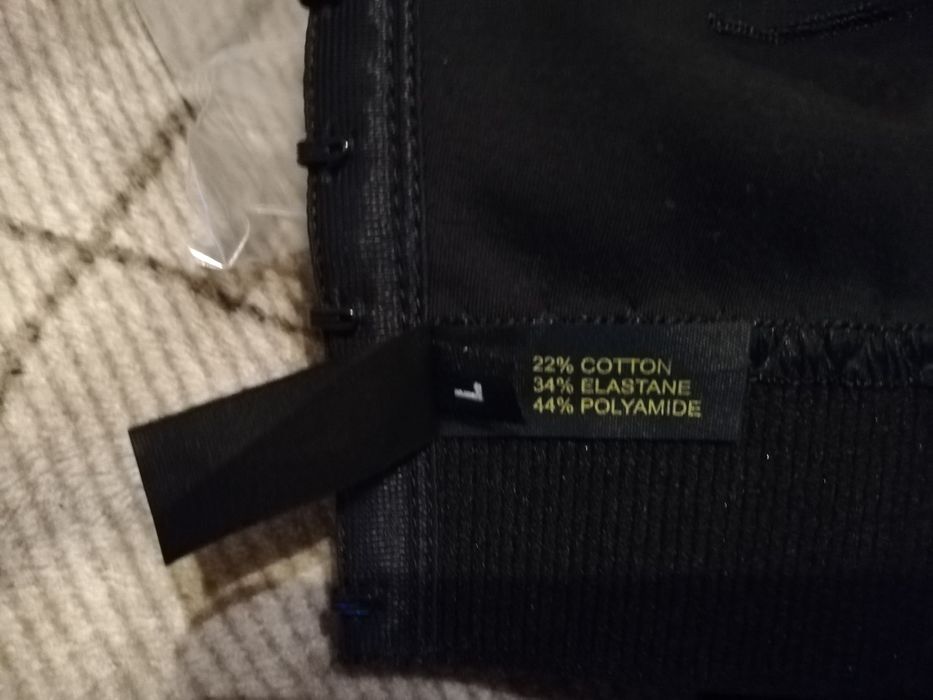 L
22% COTTON
34% ELASTANE
44% POLYAMIDE